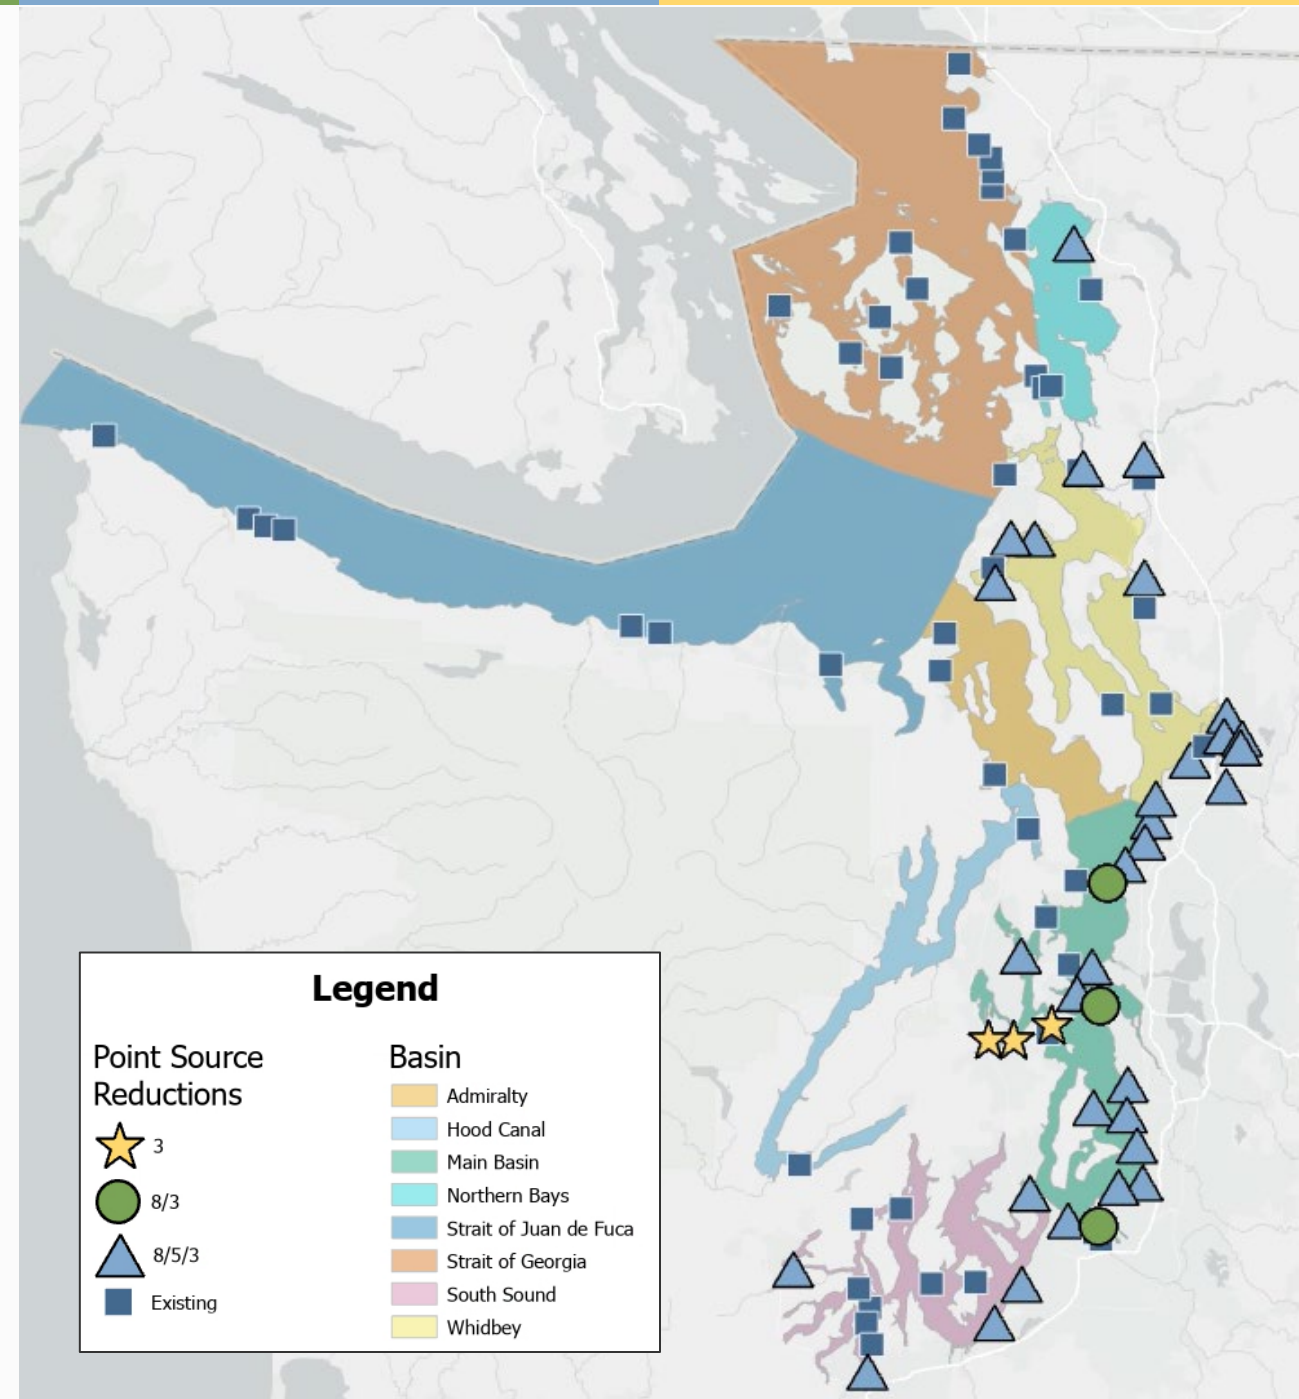 Legend
Point Source
Reductions
3
8/3
8/5/3
Existing
Basin
Admiralty
Hood Canal
Main Basin
Northern Bays
Strait of Juan de Fuca
Strait of Georgia
South Sound
Whidbey